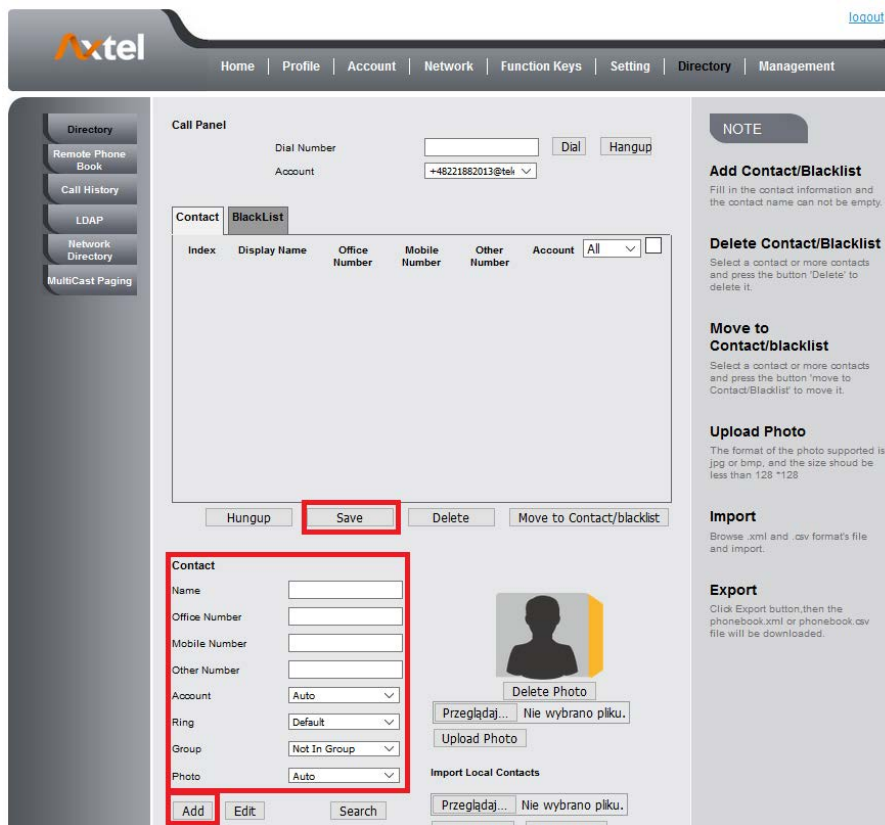 logout
Axtel
Home | Profile | Account | Network | Function Keys | Setting | Directory | Management
Directory
Remote Phone
Book
Call History
LDAP
Network
Directory
MultiCast Paging
Call Panel
Dial Number Dial Hangup
Account +48221882013@tel
Contact BlackList
Index Display Name Office Number Mobile Number Other Number Account All
Hungup Save Delete Move to Contact/blacklist
Contact
Name
Office Number
Mobile Number
Other Number
Account Auto
Ring Default
Group Not In Group
Photo Auto
Add Edit Search
Delete Photo
Przeglądaj... Nie wybrano pliku.
Upload Photo
Import Local Contacts
Przeglądaj... Nie wybrano pliku.
NOTE
Add Contact/Blacklist
Fill in the contact information and
the contact name can not be empty.
Delete Contact/Blacklist
Select a contact or more contacts
and press the button 'Delete' to
delete it.
Move to
Contact/blacklist
Select a contact or more contacts
and press the button 'move to
Contact/Blacklist' to move it.
Upload Photo
The format of the photo supported is
jpg or bmp, and the size shoud be
less than 128 *128
Import
Browse .xml and .csv format's file
and import.
Export
Click Export button,then the
phonebook.xml or phonebook.csv
file will be downloaded.